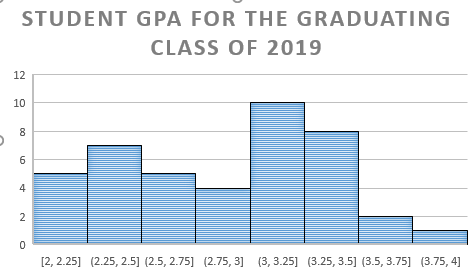 STUDENT GPA FOR THE GRADUATING
CLASS OF 2019
12
10
8
6
4
2
0
[2, 2.25] (2.25, 2.5] (2.5, 2.75] (2.75, 3] (3, 3.25] (3.25, 3.5] (3.5, 3.75] (3.75, 4]